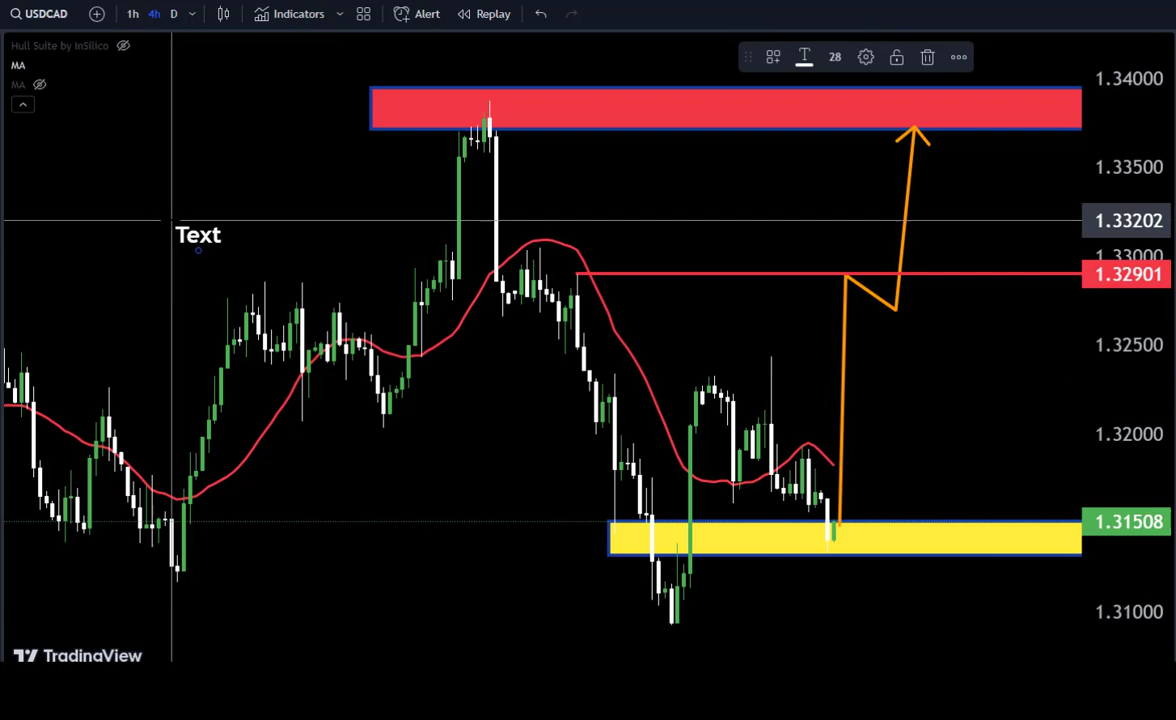 USDCAD 1h 4h D Indicators Alert Replay
Hull Suite by InSilico
MA
MA
28
1.34000
1.33500
1.33202
Text
1.33000
1.32901
1.32500
1.32000
1.31508
1.31000
TradingView